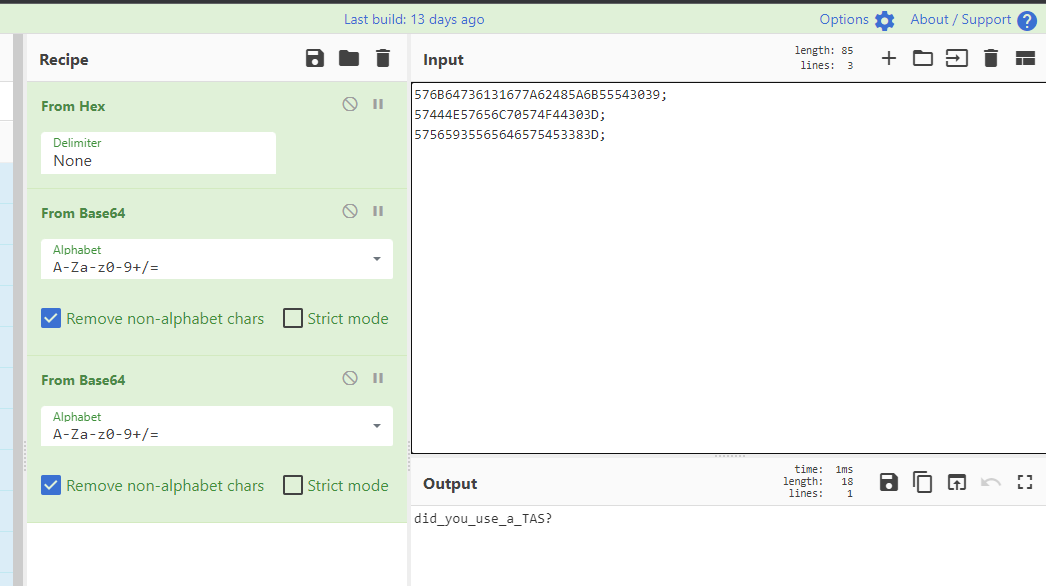 Last build: 13 days ago
Options
About / Support
Recipe
From Hex
Delimiter
None
From Base64
Alphabet
A-Za-z0-9+/=
Remove non-alphabet chars
Strict mode
From Base64
Alphabet
A-Za-z0-9+/=
Remove non-alphabet chars
Strict mode
Input
length: 85
lines: 3
576B64736131677A62485A6B55543039;
57444E57656C70574F44303D;
57565935565646575453383D;
Output
time: 1ms
length: 18
lines: 1
did_you_use_a_TAS?